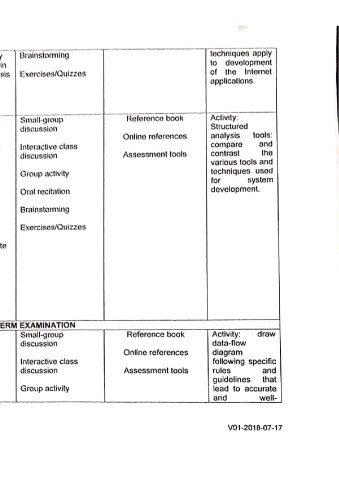 y
in
sis
Brainstorming
Exercises/Quizzes
techniques apply
to development
of the Internet
applications.
Small-group
discussion
Interactive class
discussion
Group activity
Oral recitation
Brainstorming
Exercises/Quizzes
te
Reference book
Online references
Assessment tools
Activity:
Structured
analysis tools:
compare and
contrast the
various tools and
techniques used
for system
development.
ERM EXAMINATION
Small-group
discussion
Interactive class
discussion
Group activity
Reference book
Online references
Assessment tools
Activity: draw
data-flow
diagram
following specific
rules and
guidelines that
lead to accurate
and well-
V01-2018-07-17